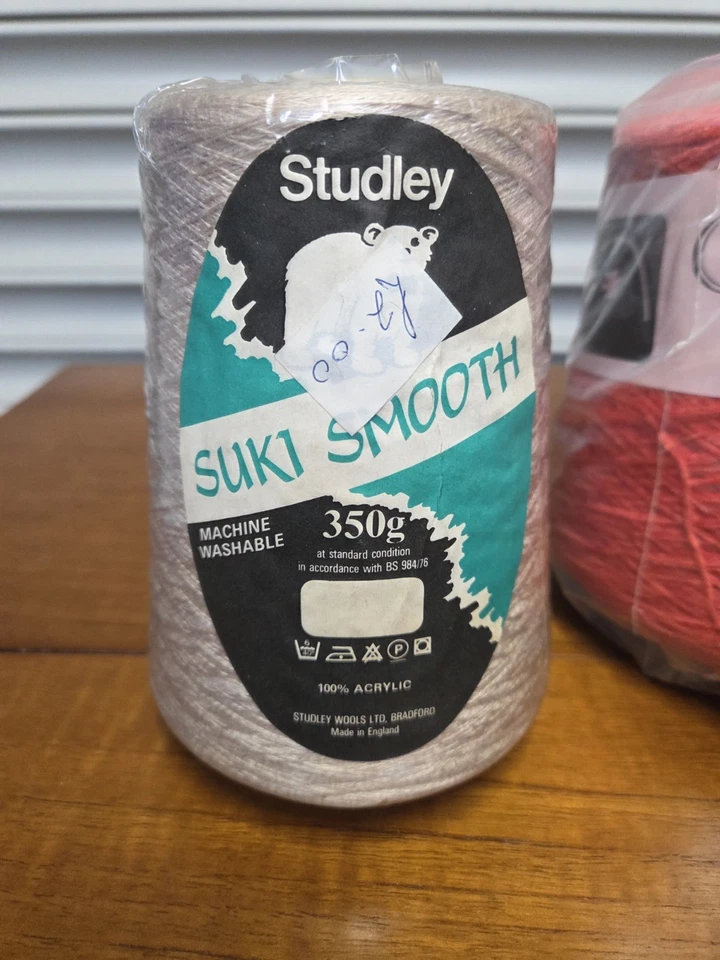 Studley
SUKI SMOOTH
MACHINE
WASHABLE
350g
at standard condition
in accordance with BS 984/76
P
100% ACRYLIC
STUDLEY WOOLS LTD, BRADFORD
Made in England